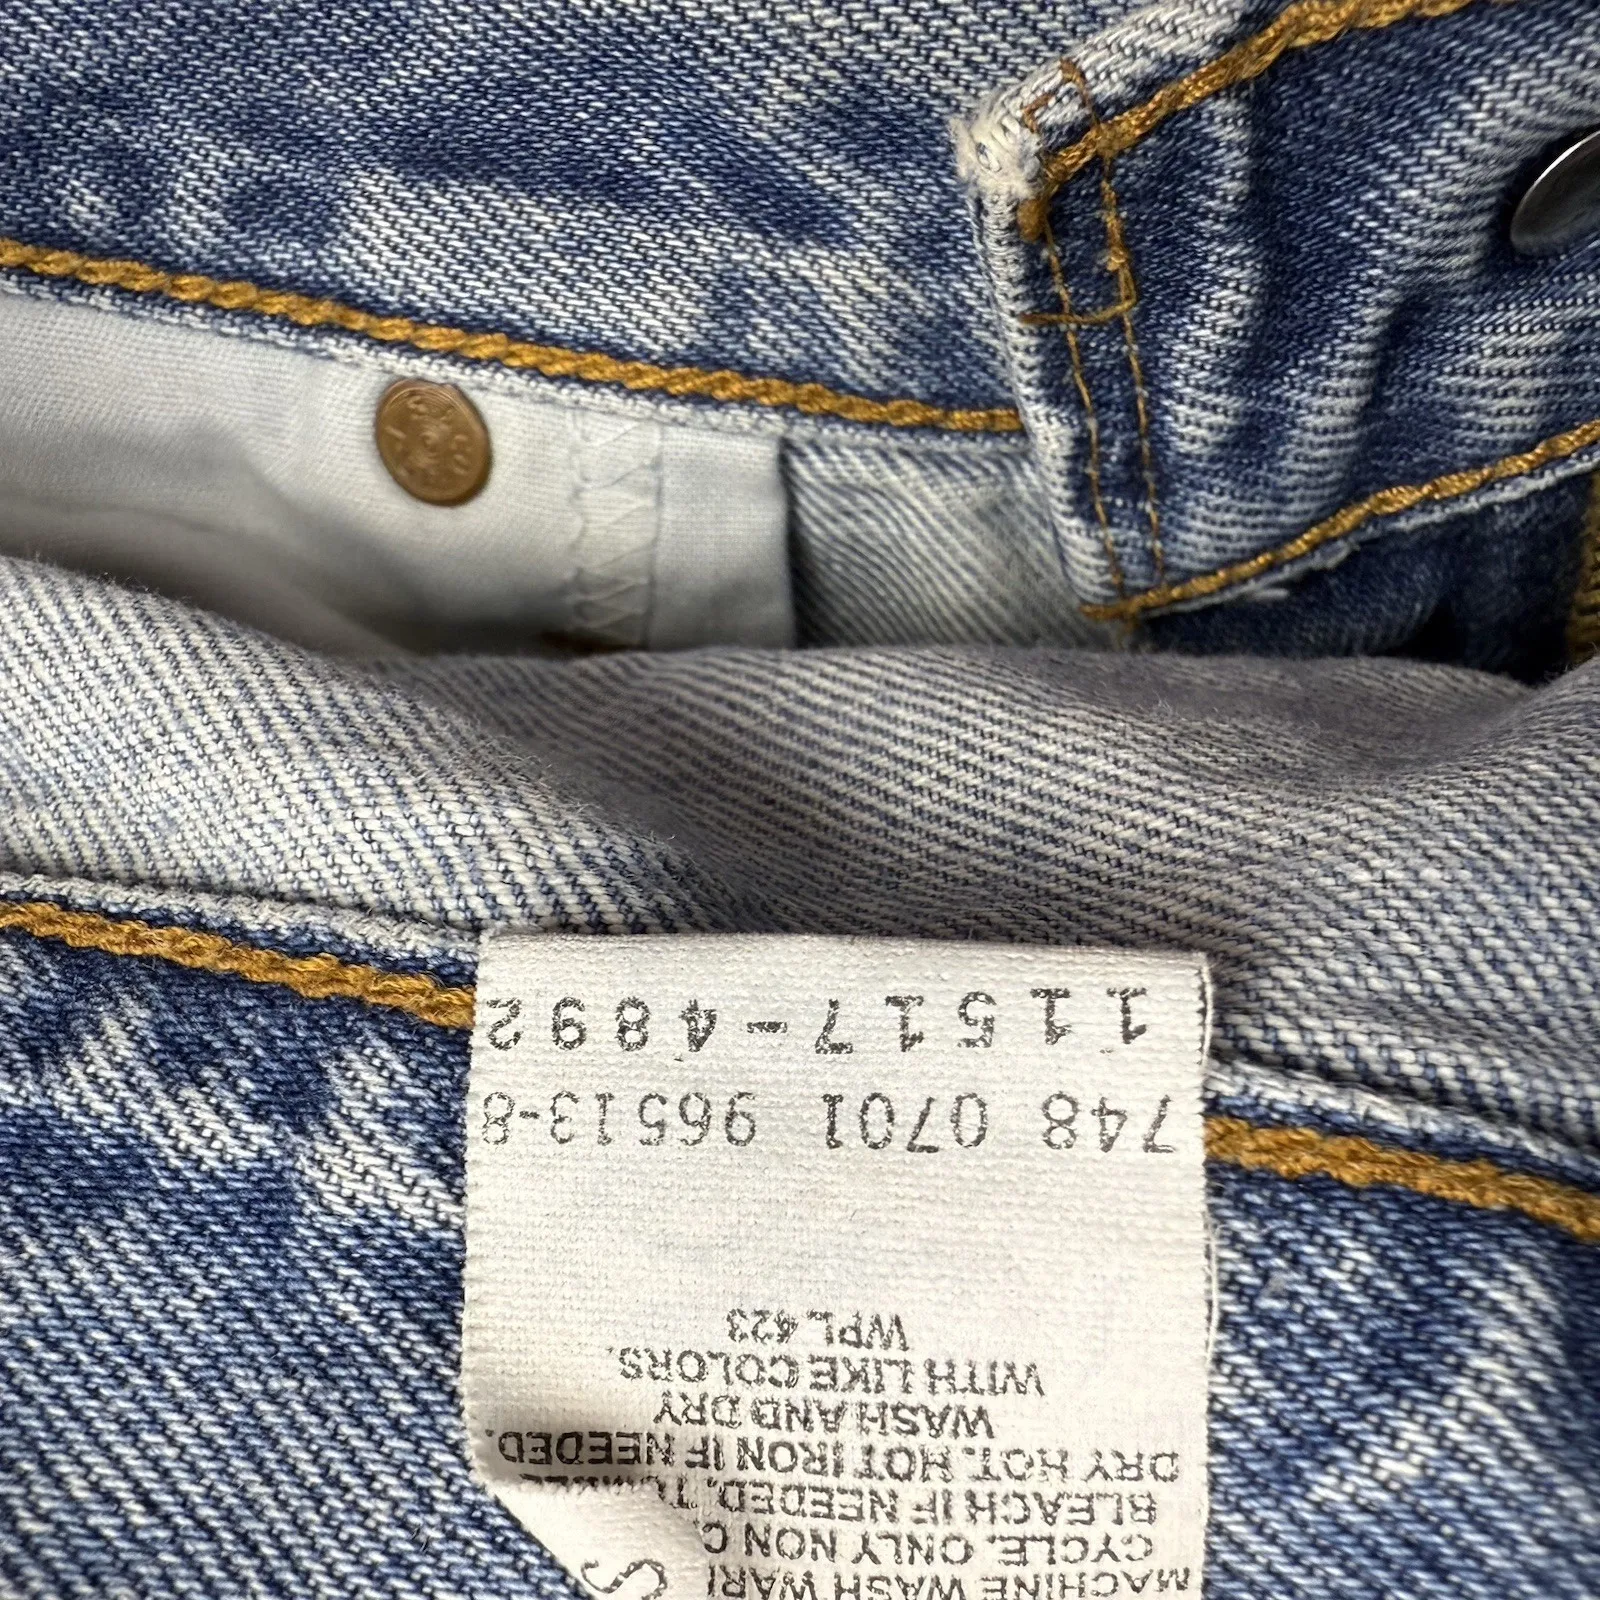 MACHINE WASH
CYCLE. ONLY NON
BLEACH IF NEEDED.
DRY HOT. HOT IRON IF NEEDED.
WASH AND DRY
WITH LIKE COLORS.
WPL 423
748 0701 96513-8
11517-4892